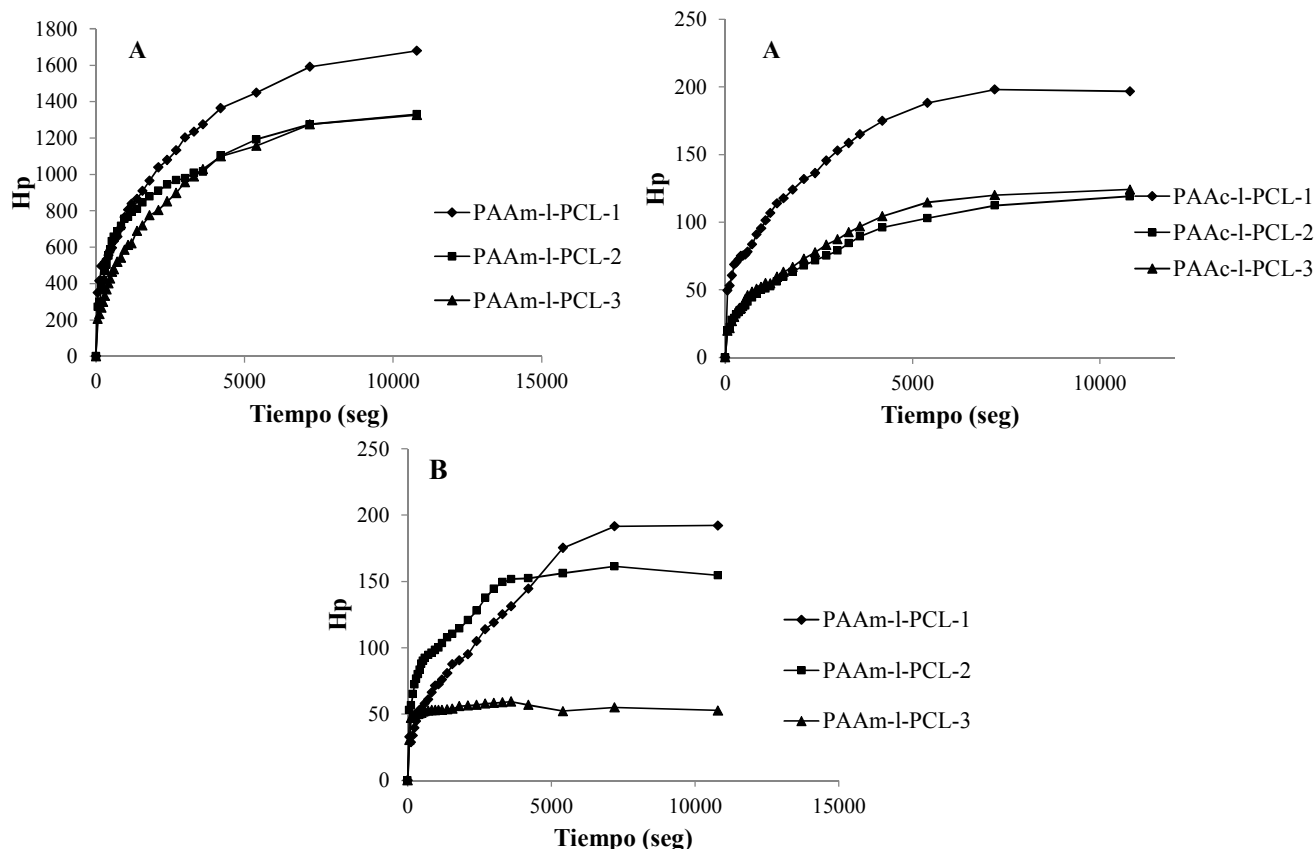 A
1800
1600
1400
1200
1000
800
600
400
200
0
Hp
0 5000 10000 15000
Tiempo (seg)
PAAm-l-PCL-1
PAAm-l-PCL-2
PAAm-l-PCL-3
A
250
200
150
100
50
0
Hp
0 5000 10000
Tiempo (seg)
PAAc-l-PCL-1
PAAc-l-PCL-2
PAAc-l-PCL-3
B
250
200
150
100
50
0
Hp
0 5000 10000 15000
Tiempo (seg)
PAAm-l-PCL-1
PAAm-l-PCL-2
PAAm-l-PCL-3